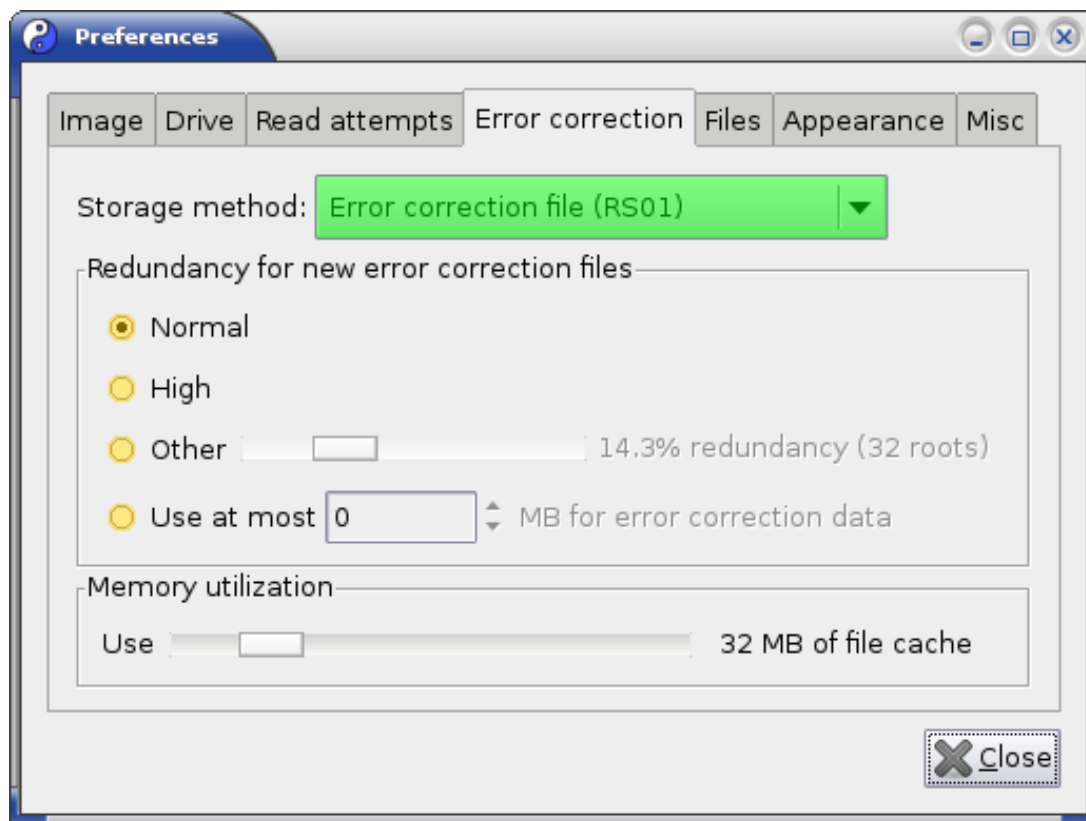 Preferences
Image Drive Read attempts Error correction Files Appearance Misc
Storage method: Error correction file (RS01)
Redundancy for new error correction files
Normal
High
Other 14.3% redundancy (32 roots)
Use at most 0 MB for error correction data
Memory utilization
Use 32 MB of file cache
Close